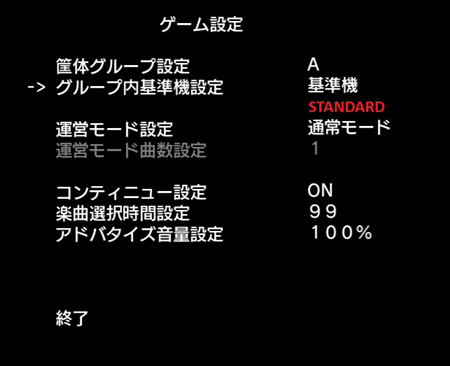 ゲーム設定
筐体グループ設定 A
-> グループ内基準機設定 基準機
STANDARD
運営モード設定 通常モード
運営モード曲数設定 1
コンティニュー設定 ON
楽曲選択時間設定 99
アドバタイズ音量設定 100%
終了